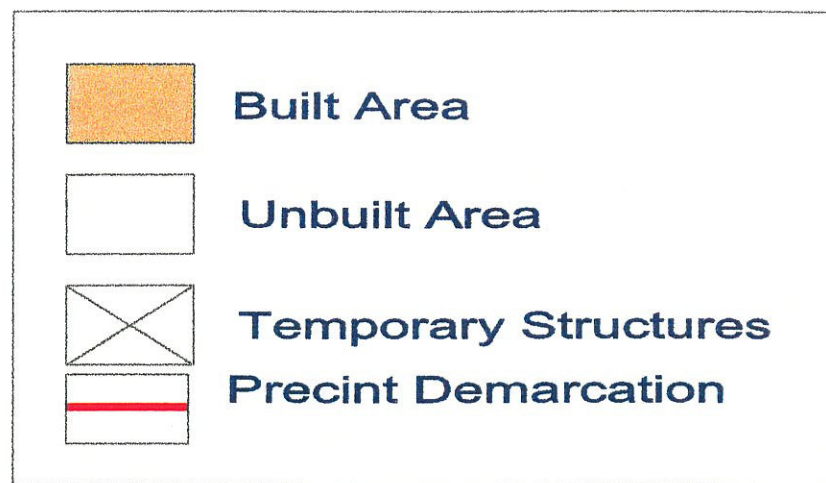 Built Area
Unbuilt Area
Temporary Structures
Precint Demarcation